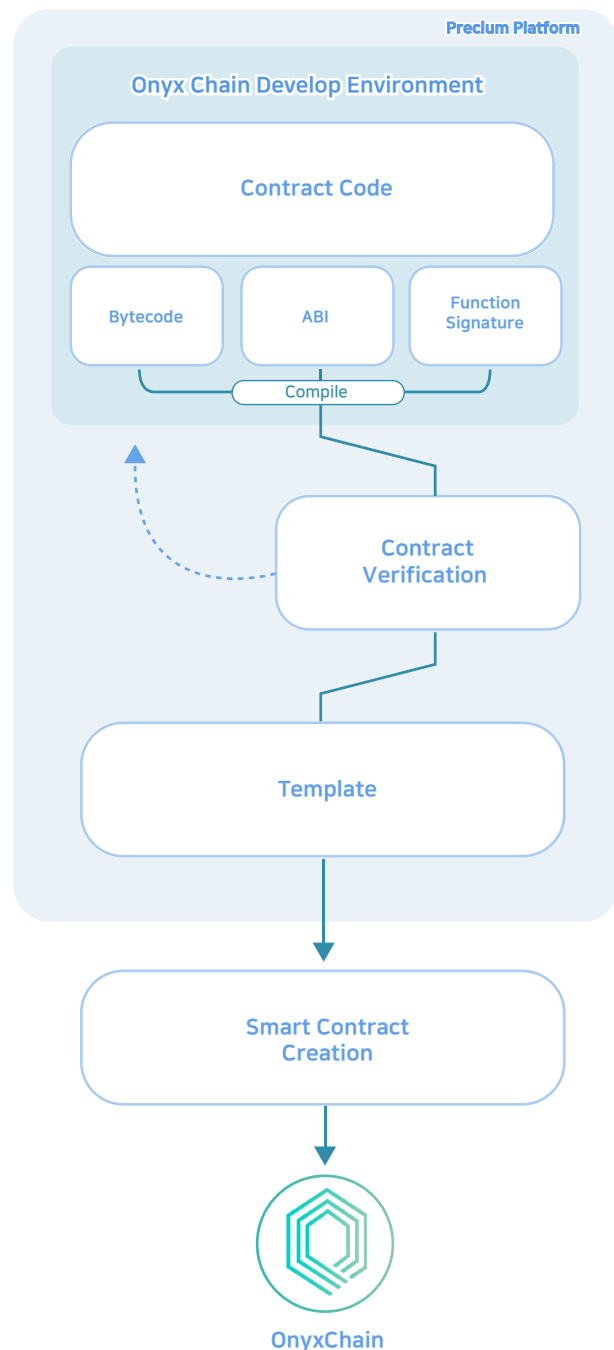 Precium Platform
Onyx Chain Develop Environment
Contract Code
Bytecode
ABI
Function
Signature
Compile
Contract
Verification
Template
Smart Contract
Creation
OnyxChain